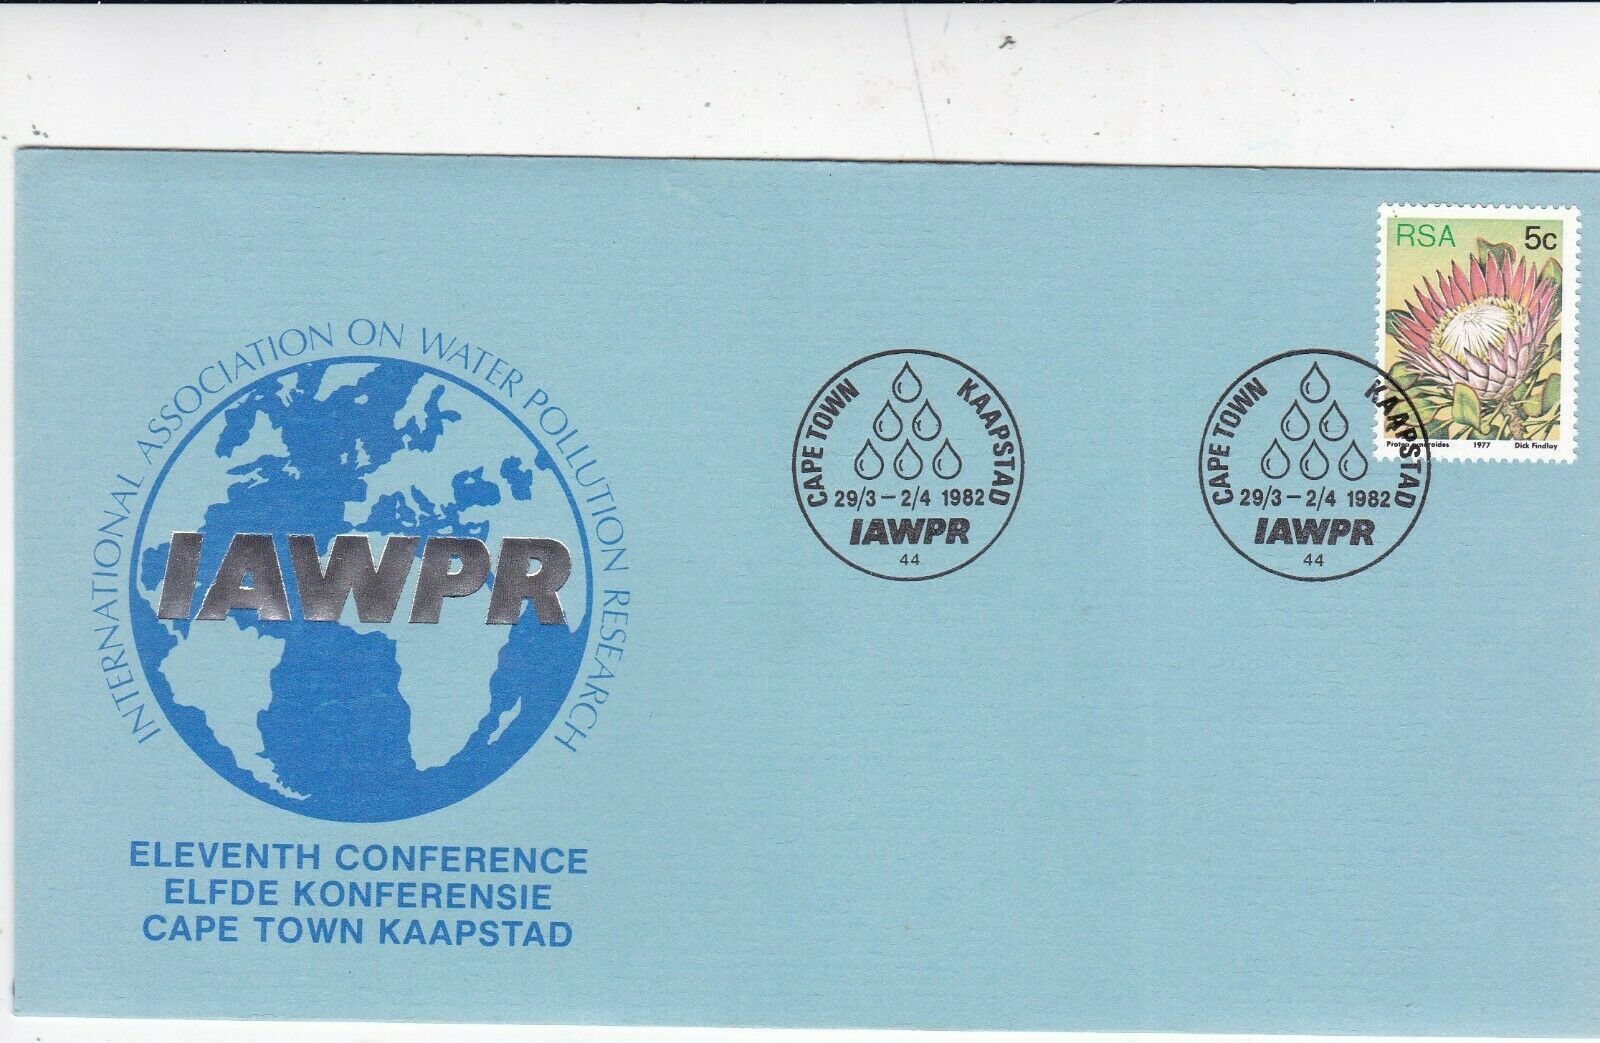 INTERNATIONAL ASSOCIATION ON WATER POLLUTION RESEARCH
IAWPR
ELEVENTH CONFERENCE
ELFDE KONFERENSIE
CAPE TOWN KAAPSTAD
CAPE TOWN KAAPSTAD
29/3–2/4 1982
IAWPR
44
CAPE TOWN KAAPSTAD
29/3–2/4 1982
IAWPR
44
RSA 5c
Protea 1977 Dick Findlay